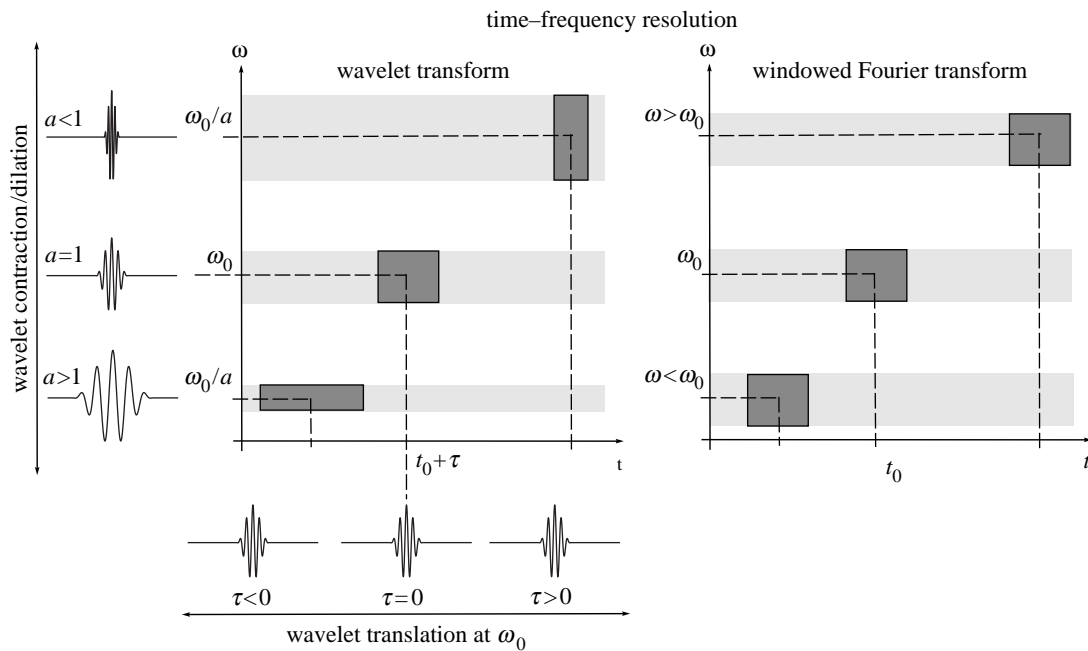 time–frequency resolution
wavelet transform
windowed Fourier transform
wavelet contraction/dilation
a<1
a=1
a>1
ω
ω₀/a
ω₀
ω₀/a
t₀+τ
t
ω
ω>ω₀
ω₀
ω<ω₀
t₀
t
τ<0
τ=0
τ>0
wavelet translation at ω₀